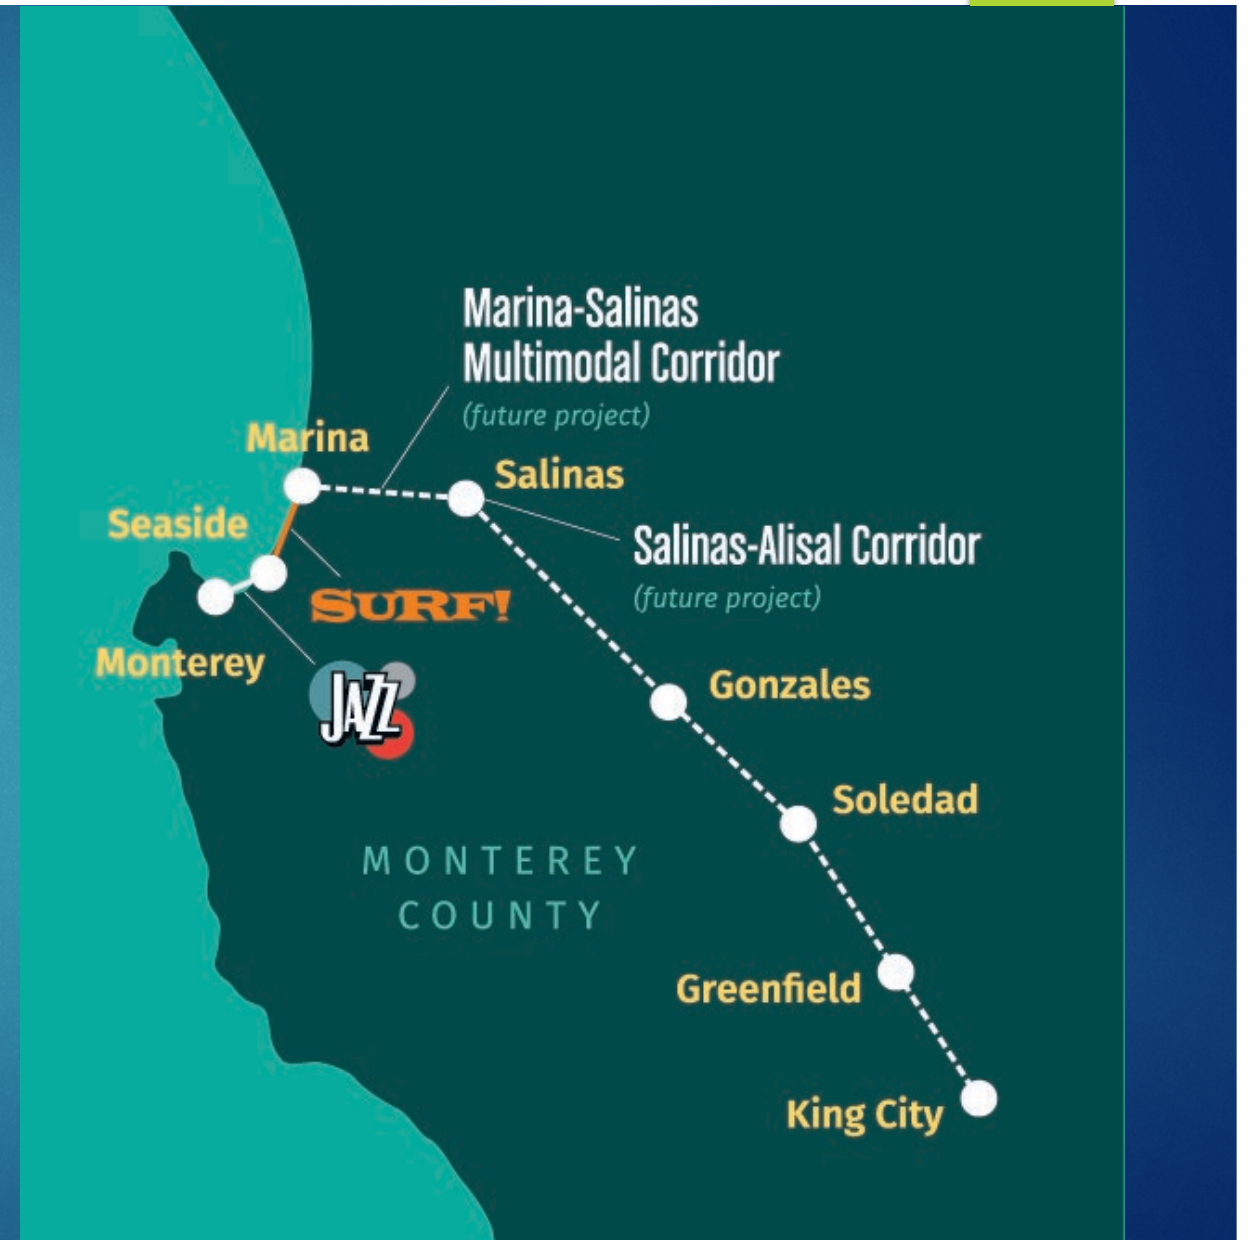 Marina-Salinas
Multimodal Corridor
(future project)
Marina
Salinas
Seaside
Salinas-Alisal Corridor
(future project)
SURF!
Monterey
JAZZ
Gonzales
Soledad
MONTEREY
COUNTY
Greenfield
King City